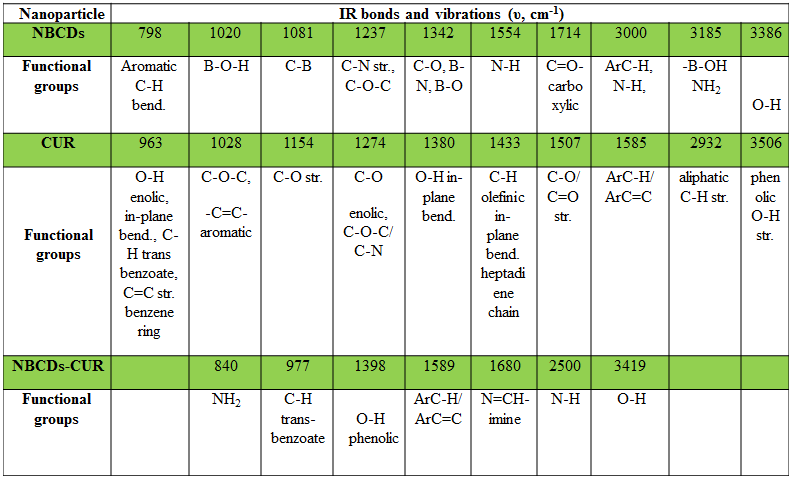 Nanoparticle IR bonds and vibrations (υ, cm-1)
NBCDs 798 1020 1081 1237 1342 1554 1714 3000 3185 3386
Functional groups
Aromatic
C-H
bend.
B-O-H
C-B
C-N str.,
C-O-C
C-O, B-
N, B-O
N-H
C=O-
carbo
xylic
ArC-H,
N-H,
-B-OH
NH2
O-H
CUR 963 1028 1154 1274 1380 1433 1507 1585 2932 3506
Functional
groups
O-H
enolic,
in-plane
bend., C-
H trans
benzoate,
C=C str.
benzene
ring
C-O-C,
-C=C-
aromatic
C-O str.
C-O
enolic,
C-O-C/
C-N
O-H in-
plane
bend.
C-H
olefinic
in-
plane
bend.
heptadi
ene
chain
C-O/
C=O
str.
ArC-H/
ArC=C
aliphatic
C-H str.
phen
olic
O-H
str.
NBCDs-CUR 840 977 1398 1589 1680 2500 3419
Functional
groups
NH2
C-H
trans-
benzoate
O-H
phenolic
ArC-H/
ArC=C
N=CH-
imine
N-H
O-H